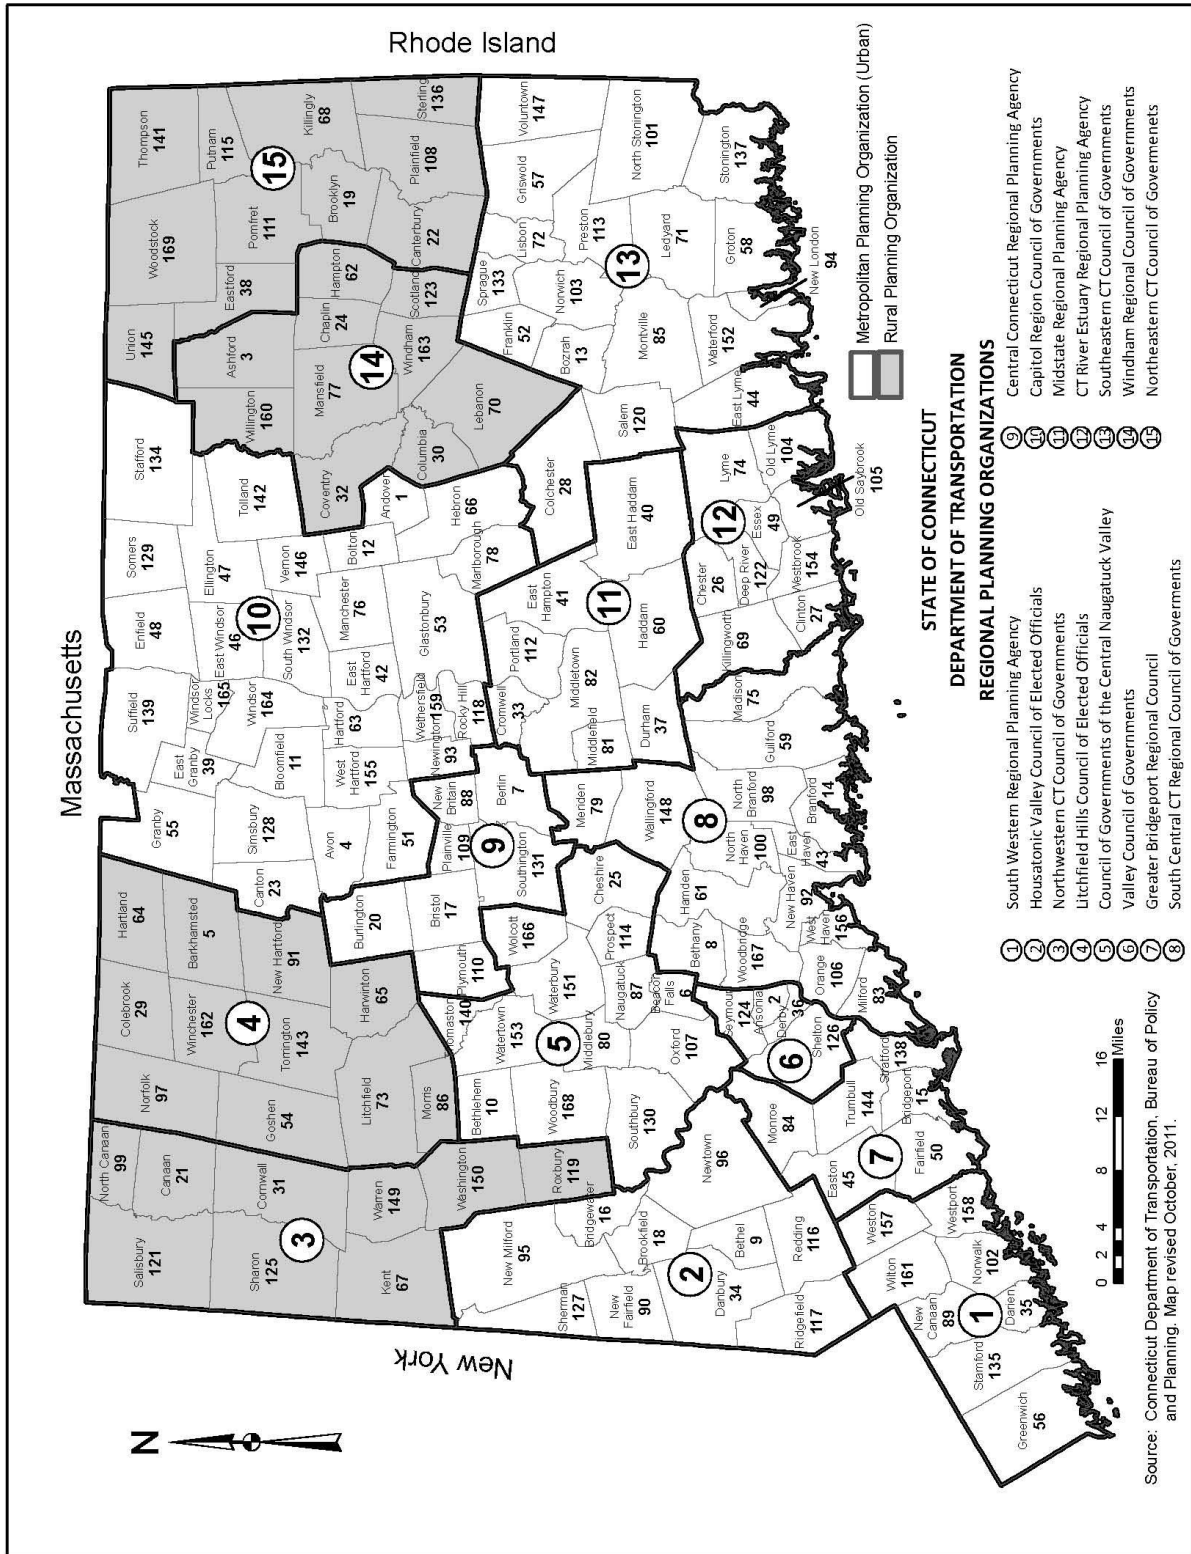 Massachusetts
Rhode Island
New York
N
Hartland
64
Colebrook
29
Norfolk
97
North Canaan
99
Canaan
21
Salisbury
121
Barkhamsted
5
Winchester
162
New Hartford
91
4
Torrington
143
Goshen
54
Cornwall
31
Sharon
125
3
Harwinton
65
Litchfield
73
Morris
86
Warren
149
Kent
67
Washington
150
Roxbury
119
Granby
55
Suffield
139
Enfield
48
Somers
129
Stafford
134
East
Granby
39
Windsor
Locks
165
East Windsor
46
10
Ellington
47
Tolland
142
Simsbury
128
Canton
23
Bloomfield
11
Windsor
164
South Windsor
132
Vernon
146
Avon
4
West
Hartford
155
Hartford
63
East
Hartford
42
Manchester
76
Bolton
12
Andover
1
Farmington
51
Newington
93
Wethersfield
159
Rocky Hill
118
Glastonbury
53
Hebron
66
Marlborough
78
Burlington
20
Bristol
17
Plymouth
110
Plainville
109
New
Britain
88
9
Berlin
7
Southington
131
Union
145
Woodstock
169
Thompson
141
Ashford
3
Eastford
38
Pomfret
111
Putnam
115
15
Willington
160
Mansfield
77
Chaplin
24
Hampton
62
Brooklyn
19
Killingly
68
14
Coventry
32
Columbia
30
Windham
163
Scotland
123
Canterbury
22
Plainfield
108
Sterling
136
Lebanon
70
Thomaston
140
Watertown
153
Bethlehem
10
Wolcott
166
Waterbury
151
5
Middlebury
80
Woodbury
168
Cheshire
25
Prospect
114
Naugatuck
87
Beacon
Falls
6
Oxford
107
Southbury
130
New Milford
95
Bridgewater
16
Sherman
127
New
Fairfield
90
Brookfield
18
2
Newtown
96
Danbury
34
Bethel
9
Redding
116
Ridgefield
117
Seymour
124
Ansonia
2
Derby
36
6
Shelton
126
Monroe
84
Trumbull
144
Stratford
138
Easton
45
7
Bridgeport
15
Fairfield
50
Weston
157
Westport
158
Wilton
161
Norwalk
102
New
Canaan
89
1
Darien
35
Stamford
135
Greenwich
56
Meriden
79
Wallingford
148
8
Hamden
61
Bethany
8
Woodbridge
167
North
Haven
100
North
Branford
98
Guilford
59
Madison
75
Branford
14
East
Haven
43
New Haven
92
West
Haven
156
Orange
106
Milford
83
Cromwell
33
Portland
112
East
Hampton
41
11
Middletown
82
Middlefield
81
Durham
37
Haddam
60
East Haddam
40
Chester
26
Deep River
122
12
Essex
49
Lyme
74
Old Lyme
104
Killingworth
69
Clinton
27
Westbrook
154
Old Saybrook
105
Colchester
28
Salem
120
East Lyme
44
Franklin
52
Sprague
133
Lisbon
72
Griswold
57
Voluntown
147
Bozrah
13
Norwich
103
Preston
113
13
Montville
85
Ledyard
71
North Stonington
101
Waterford
152
Groton
58
Stonington
137
New London
94
Metropolitan Planning Organization (Urban)
Rural Planning Organization
STATE OF CONNECTICUT
DEPARTMENT OF TRANSPORTATION
REGIONAL PLANNING ORGANIZATIONS
1 South Western Regional Planning Agency
2 Housatonic Valley Council of Elected Officials
3 Northwestern CT Council of Governments
4 Litchfield Hills Council of Elected Officials
5 Council of Governments of the Central Naugatuck Valley
6 Valley Council of Governments
7 Greater Bridgeport Regional Council
8 South Central CT Regional Council of Governments
9 Central Connecticut Regional Planning Agency
10 Capitol Region Council of Governments
11 Midstate Regional Planning Agency
12 CT River Estuary Regional Planning Agency
13 Southeastern CT Council of Governments
14 Windham Regional Council of Governments
15 Northeastern CT Council of Governmenets
0 2 4 8 12 16
Miles
Source: Connecticut Department of Transportation. Bureau of Policy
and Planning. Map revised October, 2011.